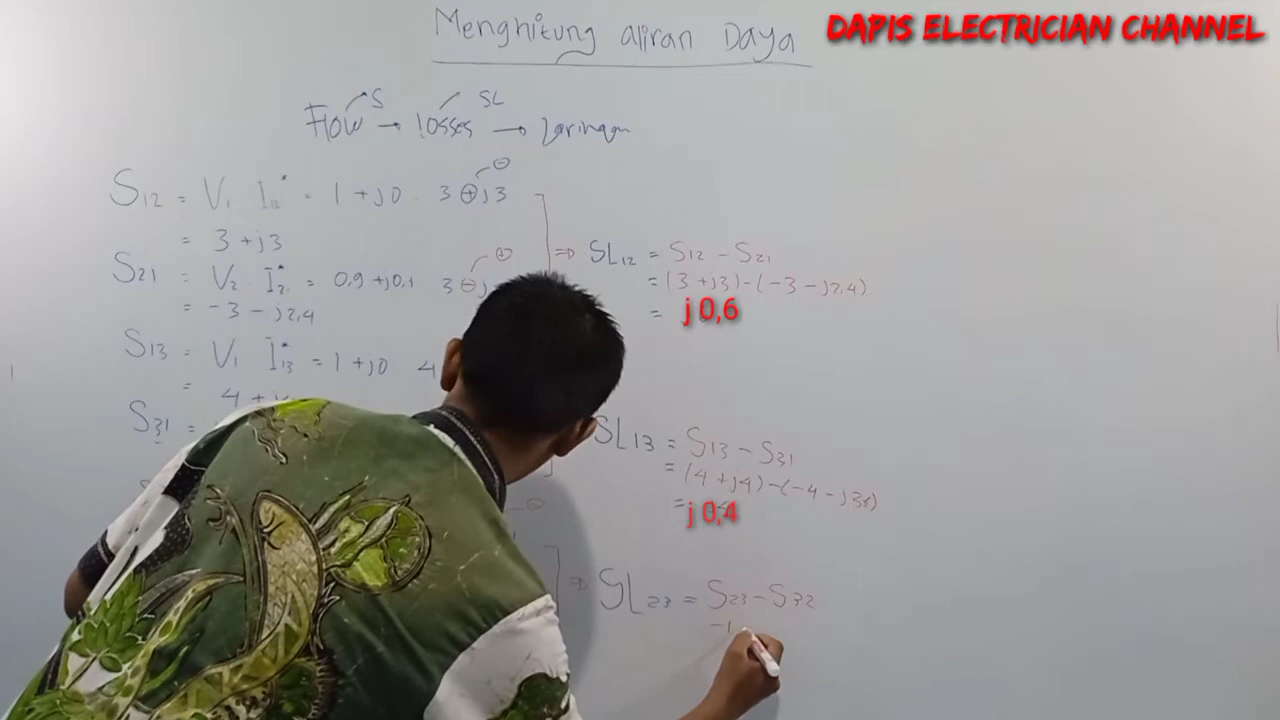 Menghitung aliran Daya
DAPIS ELECTRICIAN CHANNEL
S
SL
Flow → losses → Jaringan
S12 = V1 I12* = 1 + j0 . 3 ⊕ j3
⊖
= 3 + j3
S21 = V2 I2* = 0,9 + j0,1 3 ⊖ j
⊕
= -3 - j2,4
S13 = V1 I13* = 1 + j0 4
= 4 +
S31 =
⇒ SL12 = S12 - S21
= (3 + j3) - (-3 - j2,4)
= j 0,6
SL13 = S13 - S31
= (4 + j4) - (-4 - j3,6)
= j 0,4
⇒ SL23 = S23 - S32
-1